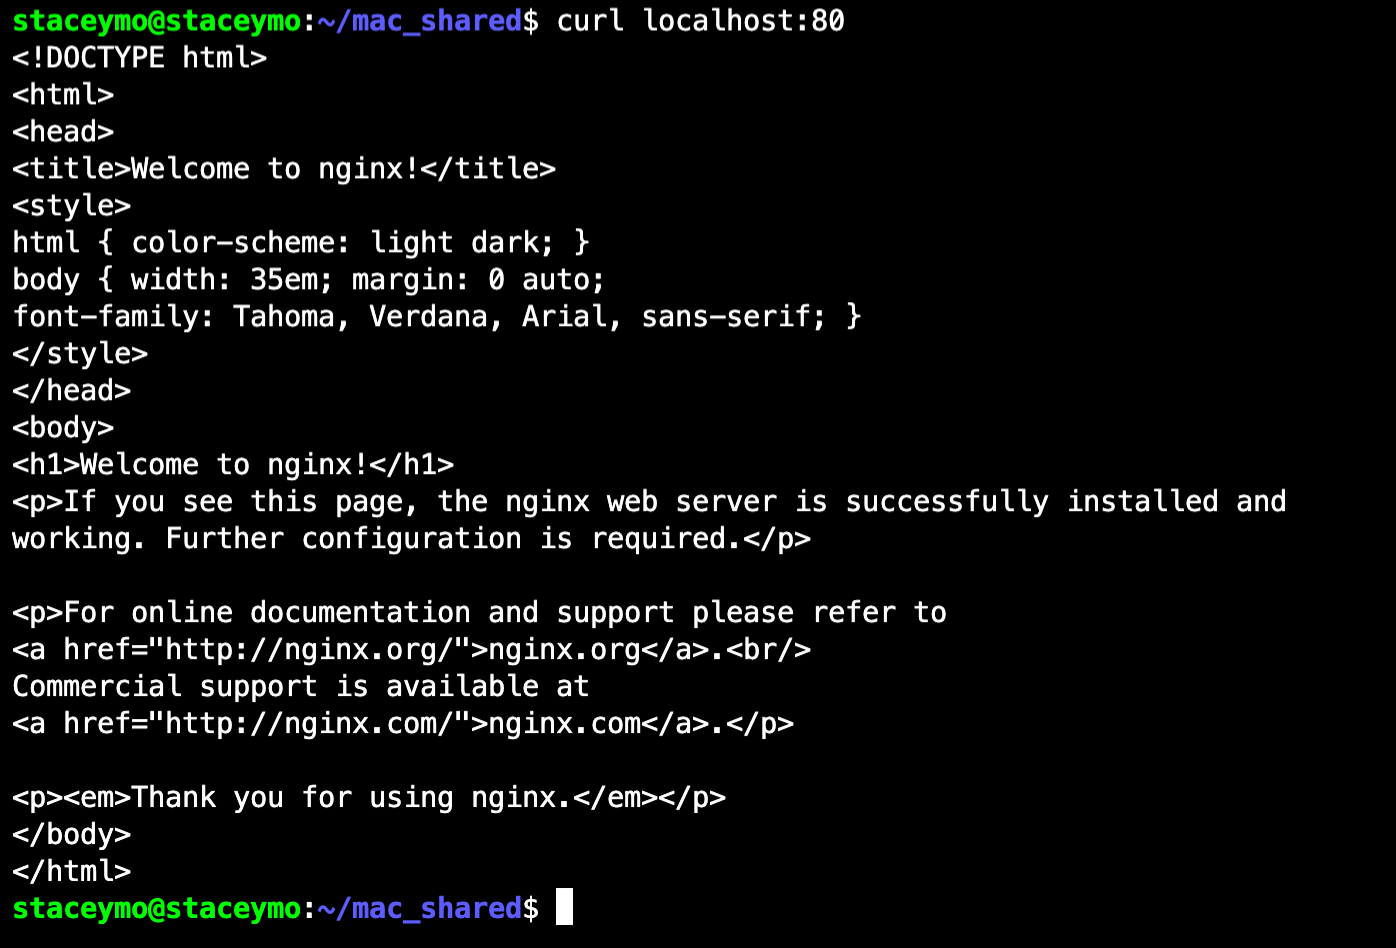 staceymo@staceymo:~/mac_shared$ curl localhost:80
<!DOCTYPE html>
<html>
<head>
<title>Welcome to nginx!</title>
<style>
html { color-scheme: light dark; }
body { width: 35em; margin: 0 auto;
font-family: Tahoma, Verdana, Arial, sans-serif; }
</style>
</head>
<body>
<h1>Welcome to nginx!</h1>
<p>If you see this page, the nginx web server is successfully installed and
working. Further configuration is required.</p>

<p>For online documentation and support please refer to
<a href="http://nginx.org/">nginx.org</a>.<br/>
Commercial support is available at
<a href="http://nginx.com/">nginx.com</a>.</p>

<p><em>Thank you for using nginx.</em></p>
</body>
</html>
staceymo@staceymo:~/mac_shared$